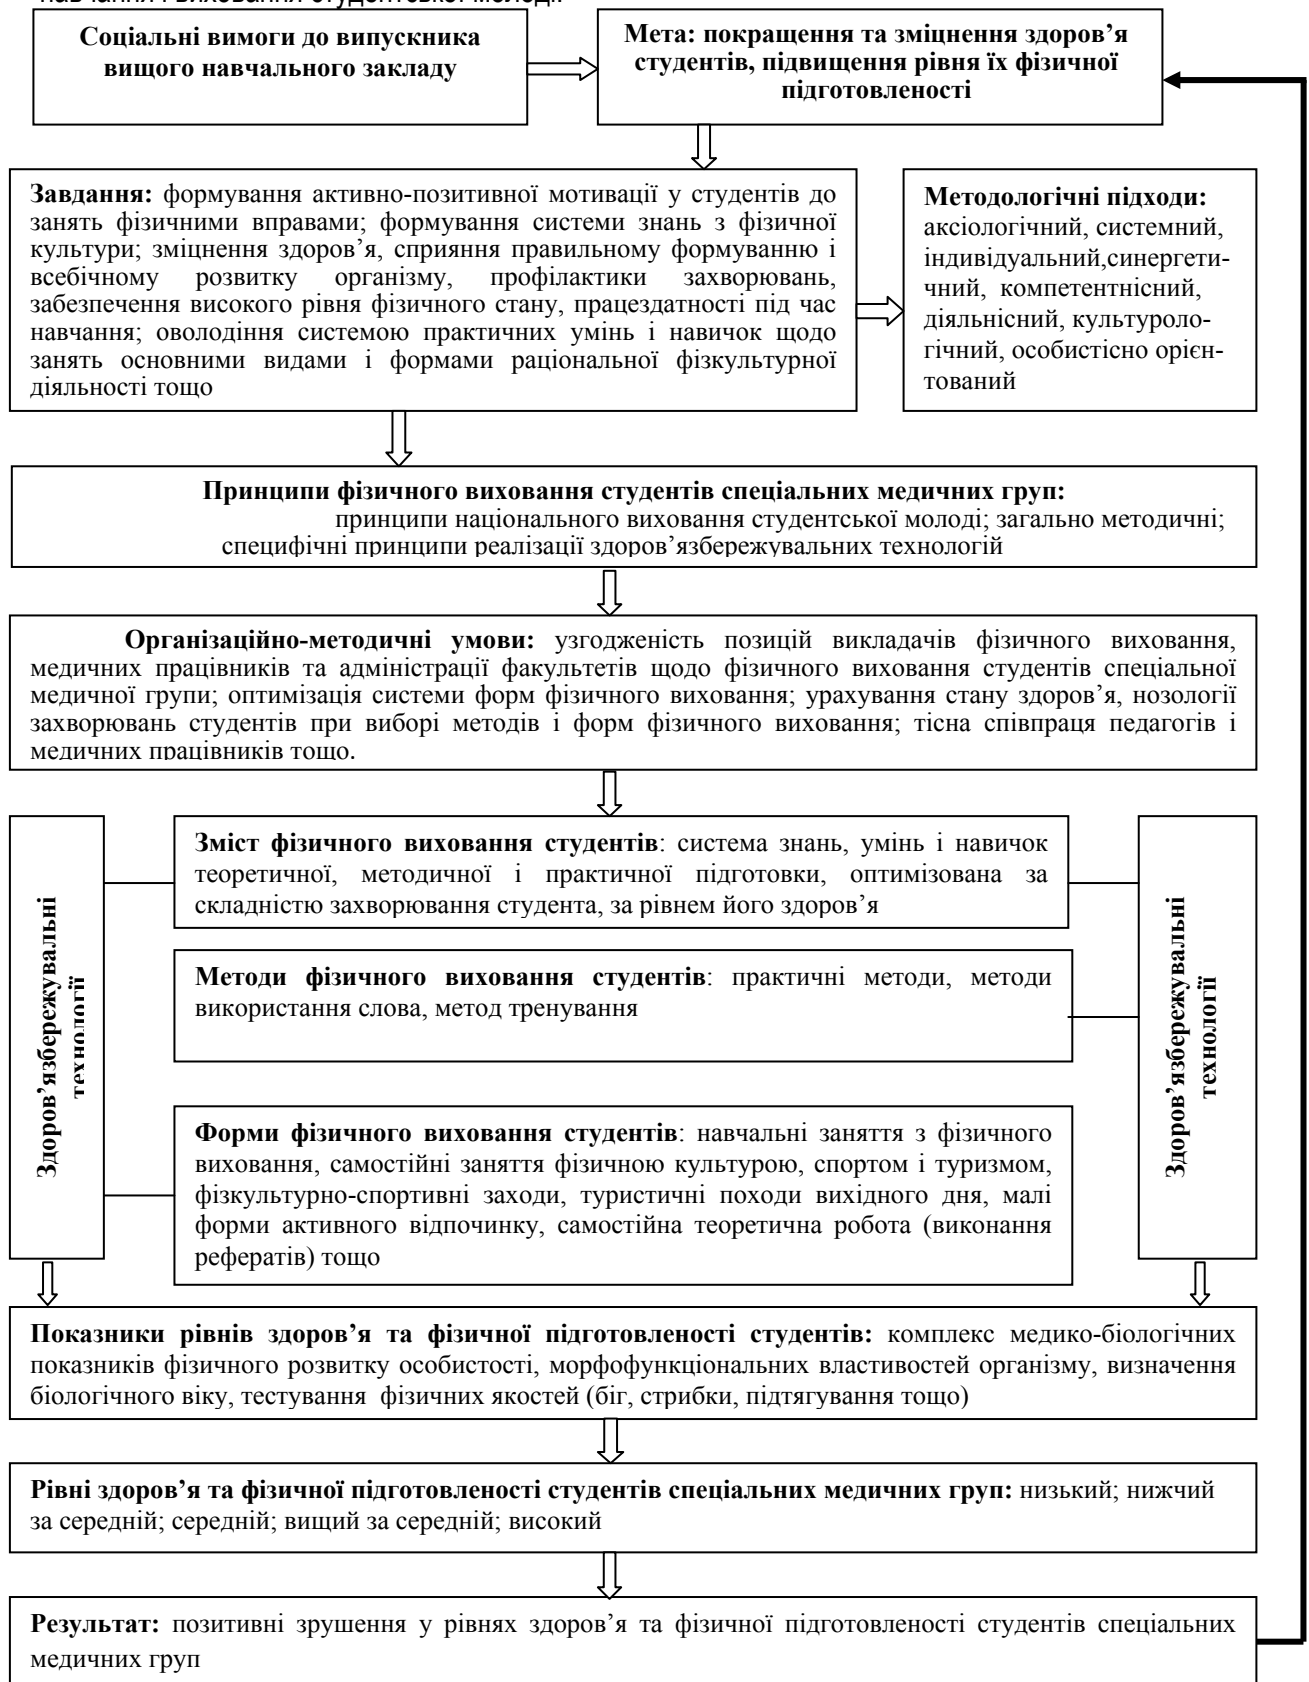 навчання і виховання студентської молоді.
Соціальні вимоги до випускника
вищого навчального закладу
Мета: покращення та зміцнення здоров’я
студентів, підвищення рівня їх фізичної
підготовленості
Завдання: формування активно-позитивної мотивації у студентів до
занять фізичними вправами; формування системи знань з фізичної
культури; зміцнення здоров’я, сприяння правильному формуванню і
всебічному розвитку організму, профілактики захворювань,
забезпечення високого рівня фізичного стану, працездатності під час
навчання; оволодіння системою практичних умінь і навичок щодо
занять основними видами і формами раціональної фізкультурної
діяльності тощо
Методологічні підходи:
аксіологічний, системний,
індивідуальний,синергети-
чний, компетентнісний,
діяльнісний, культуроло-
гічний, особистісно орієн-
тований
Принципи фізичного виховання студентів спеціальних медичних груп:
принципи національного виховання студентської молоді; загально методичні;
специфічні принципи реалізації здоров’язбережувальних технологій
Організаційно-методичні умови: узгодженість позицій викладачів фізичного виховання,
медичних працівників та адміністрації факультетів щодо фізичного виховання студентів спеціальної
медичної групи; оптимізація системи форм фізичного виховання; урахування стану здоров’я, нозології
захворювань студентів при виборі методів і форм фізичного виховання; тісна співпраця педагогів і
медичних працівників тощо.
Здоров’язбережувальні
технології
Зміст фізичного виховання студентів: система знань, умінь і навичок
теоретичної, методичної і практичної підготовки, оптимізована за
складністю захворювання студента, за рівнем його здоров’я
Методи фізичного виховання студентів: практичні методи, методи
використання слова, метод тренування
Форми фізичного виховання студентів: навчальні заняття з фізичного
виховання, самостійні заняття фізичною культурою, спортом і туризмом,
фізкультурно-спортивні заходи, туристичні походи вихідного дня, малі
форми активного відпочинку, самостійна теоретична робота (виконання
рефератів) тощо
Здоров’язбережувальні
технології
Показники рівнів здоров’я та фізичної підготовленості студентів: комплекс медико-біологічних
показників фізичного розвитку особистості, морфофункціональних властивостей організму, визначення
біологічного віку, тестування фізичних якостей (біг, стрибки, підтягування тощо)
Рівні здоров’я та фізичної підготовленості студентів спеціальних медичних груп: низький; нижчий
за середній; середній; вищий за середній; високий
Результат: позитивні зрушення у рівнях здоров’я та фізичної підготовленості студентів спеціальних
медичних груп